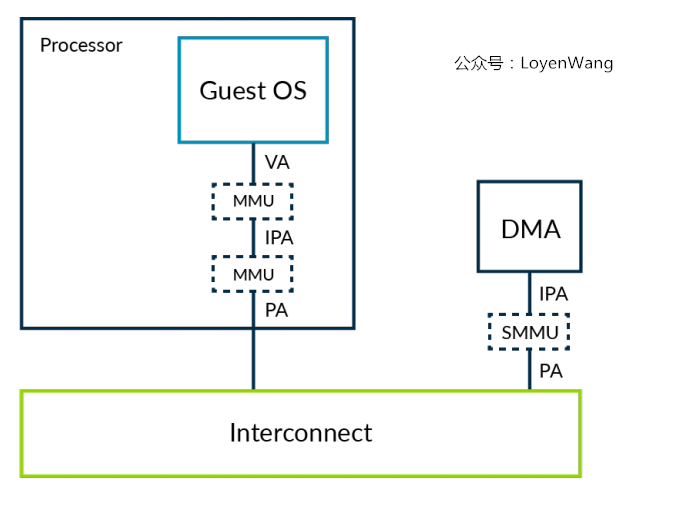 Processor
公众号：LoyenWang
Guest OS
VA
MMU
IPA
MMU
PA
DMA
IPA
SMMU
PA
Interconnect